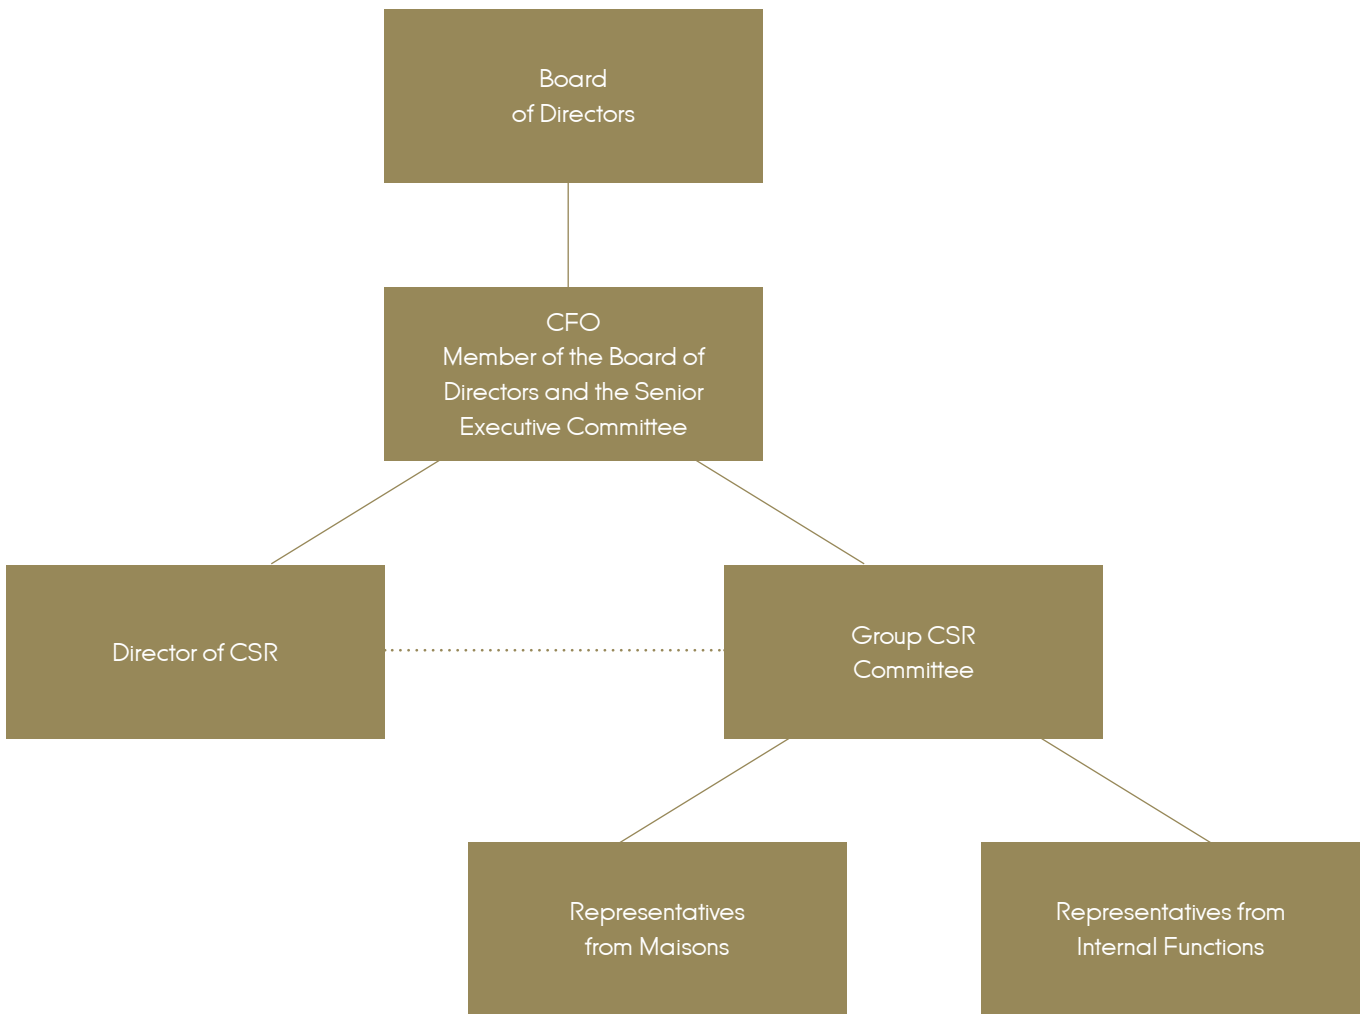 Board
of Directors
CFO
Member of the Board of
Directors and the Senior
Executive Committee
Director of CSR
Group CSR
Committee
Representatives
from Maisons
Representatives from
Internal Functions